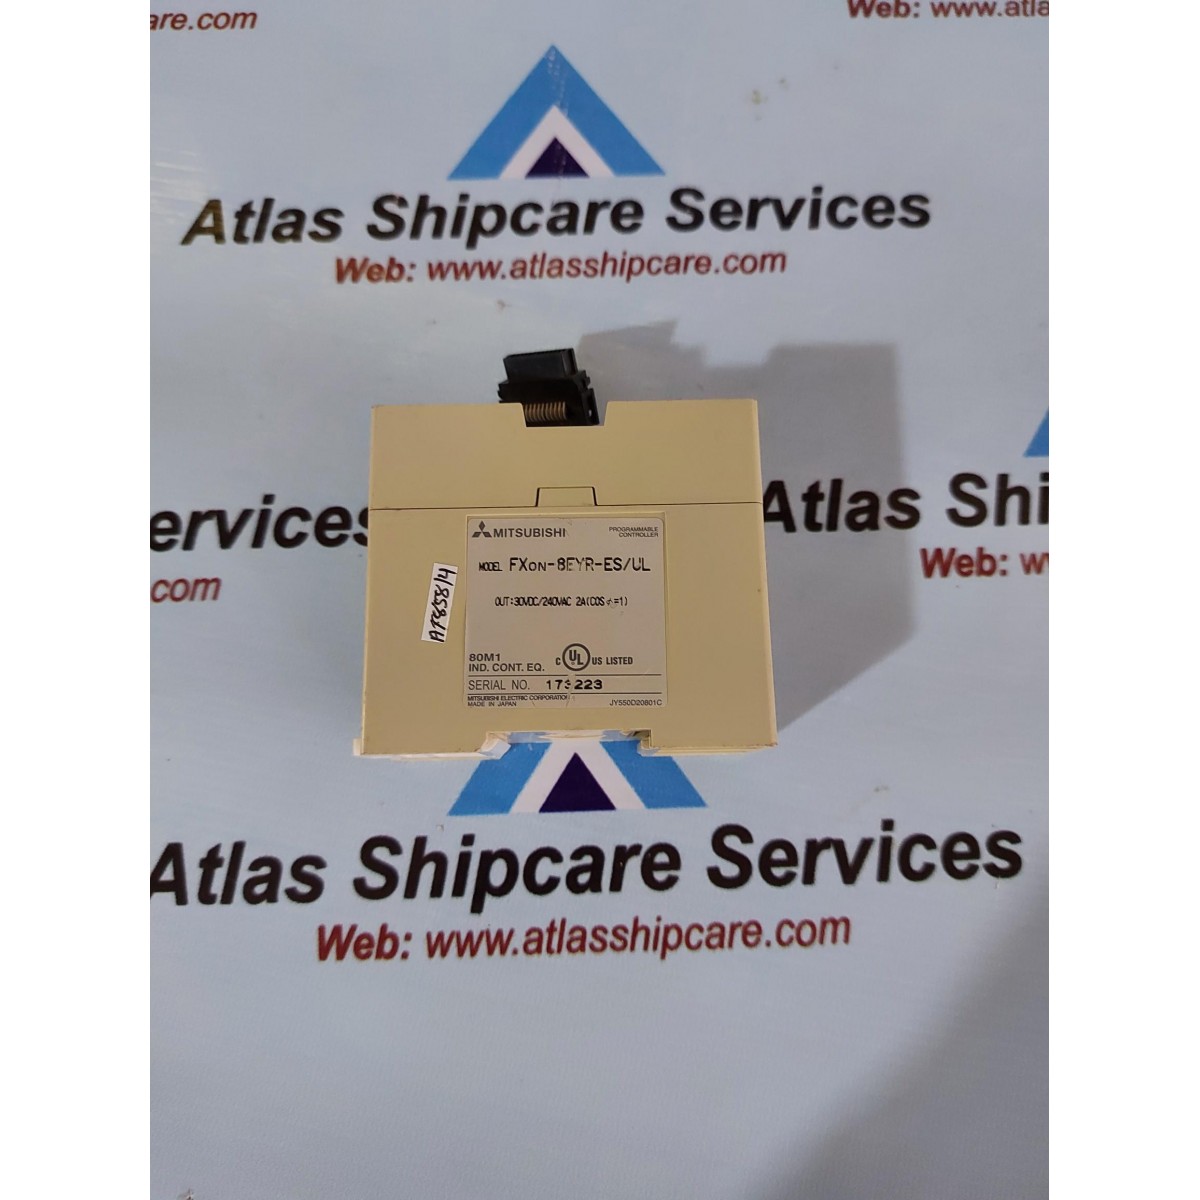 are.com
Web: www.atla
Atlas Shipcare Services
Web: www.atlasshipcare.com
ervices
com
Atlas Shi
Web: w
MITSUBISHI
PROGRAMMABLE
CONTROLLER
MODEL FX0N-8EYR-ES/UL
OUT:30VDC/240VAC 2A(COS φ=1)
80M1
IND. CONT. EQ.
C UL US LISTED
SERIAL NO. 173223
MITSUBISHI ELECTRIC CORPORATION
MADE IN JAPAN
JY550D20801C
Atlas Shipcare Services
Web: www.atlasshipcare.com